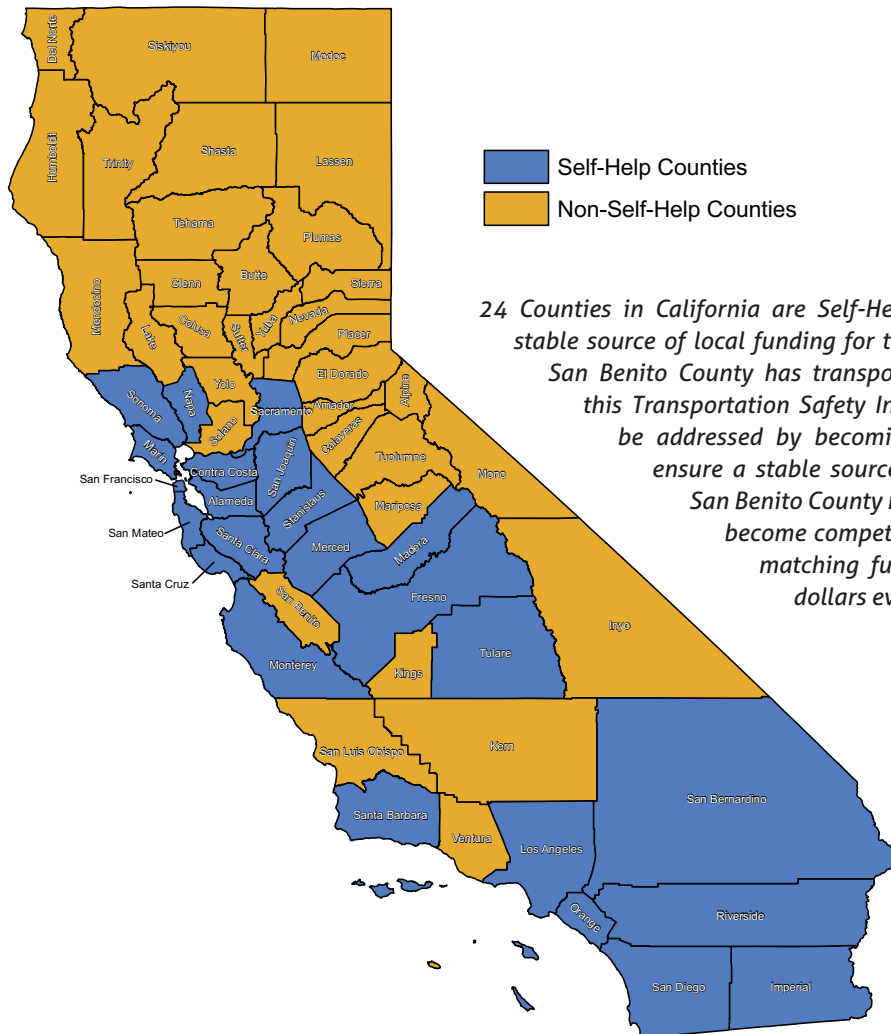 Del Norte
Siskiyou
Modoc
Humboldt
Trinity
Shasta
Lassen
Self-Help Counties
Non-Self-Help Counties
Tehama
Plumas
Mendocino
Glenn
Butte
Sierra
Lake
Colusa
Sutter
Yuba
Nevada
Placer
24 Counties in California are Self-He
stable source of local funding for t
San Benito County has transpo
this Transportation Safety In
be addressed by becomi
ensure a stable source
San Benito County
become compet
matching fu
dollars ev
Sonoma
Napa
Yolo
Solano
Sacramento
El Dorado
Amador
Alpine
Calaveras
Tuolumne
Mono
Marin
Contra Costa
San Joaquin
San Francisco
Alameda
Stanislaus
Mariposa
San Mateo
Santa Clara
Merced
Madera
Santa Cruz
San Benito
Fresno
Inyo
Monterey
Kings
Tulare
San Luis Obispo
Kern
Santa Barbara
Ventura
Los Angeles
San Bernardino
Orange
Riverside
San Diego
Imperial